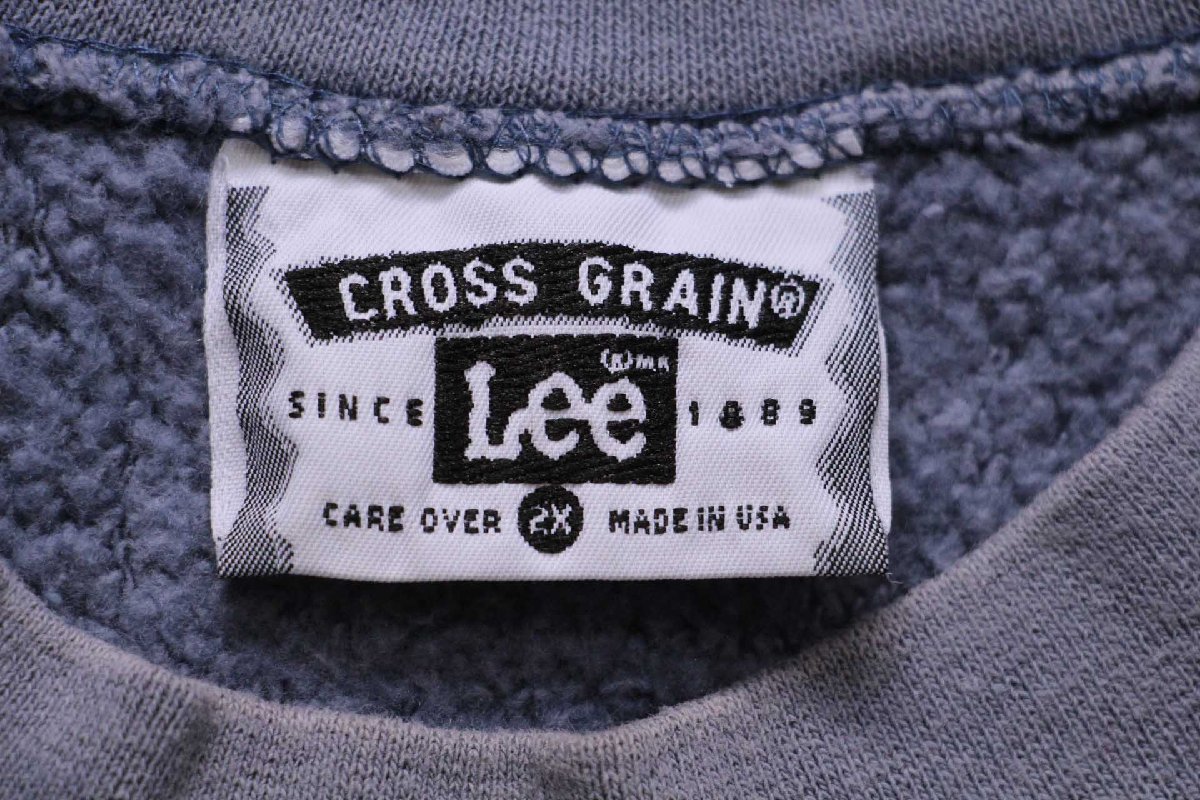 CROSS GRAIN®
Lee
SINCE 1889
CARE OVER 2X MADE IN USA